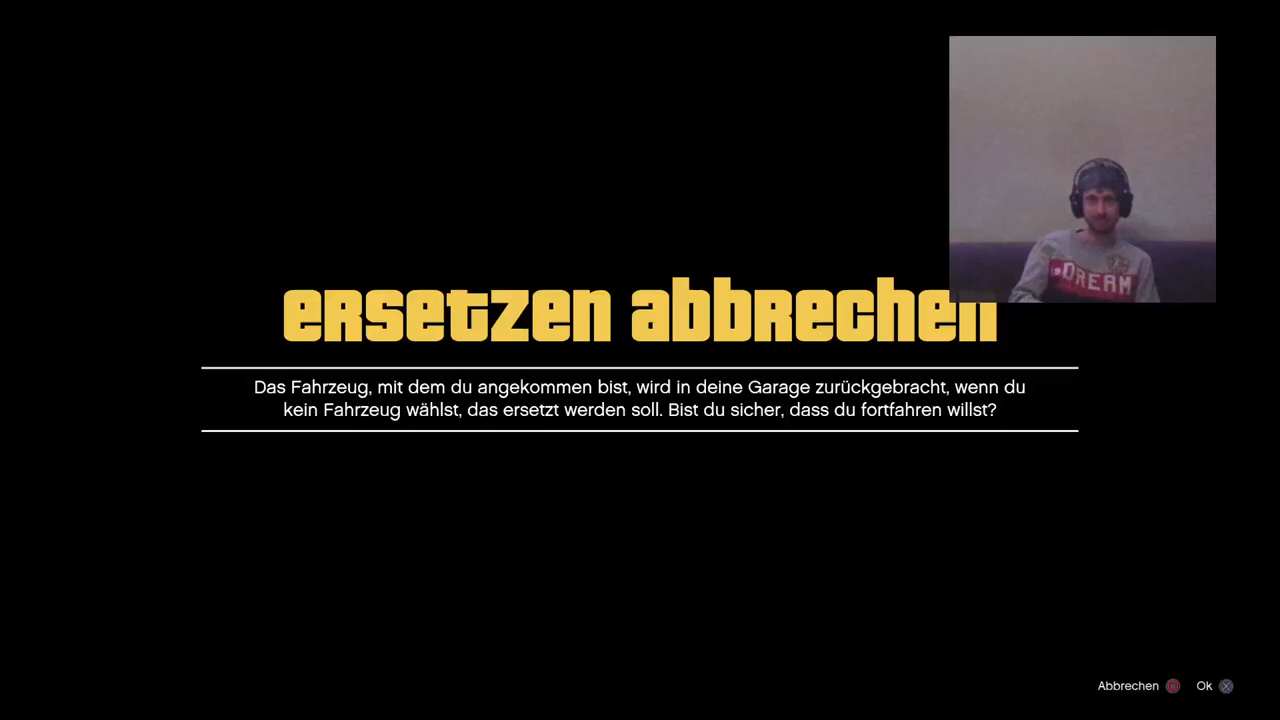 ersetzen abbrechen
Das Fahrzeug, mit dem du angekommen bist, wird in deine Garage zurückgebracht, wenn du
kein Fahrzeug wählst, das ersetzt werden soll. Bist du sicher, dass du fortfahren willst?
DREAM
Abbrechen Ok